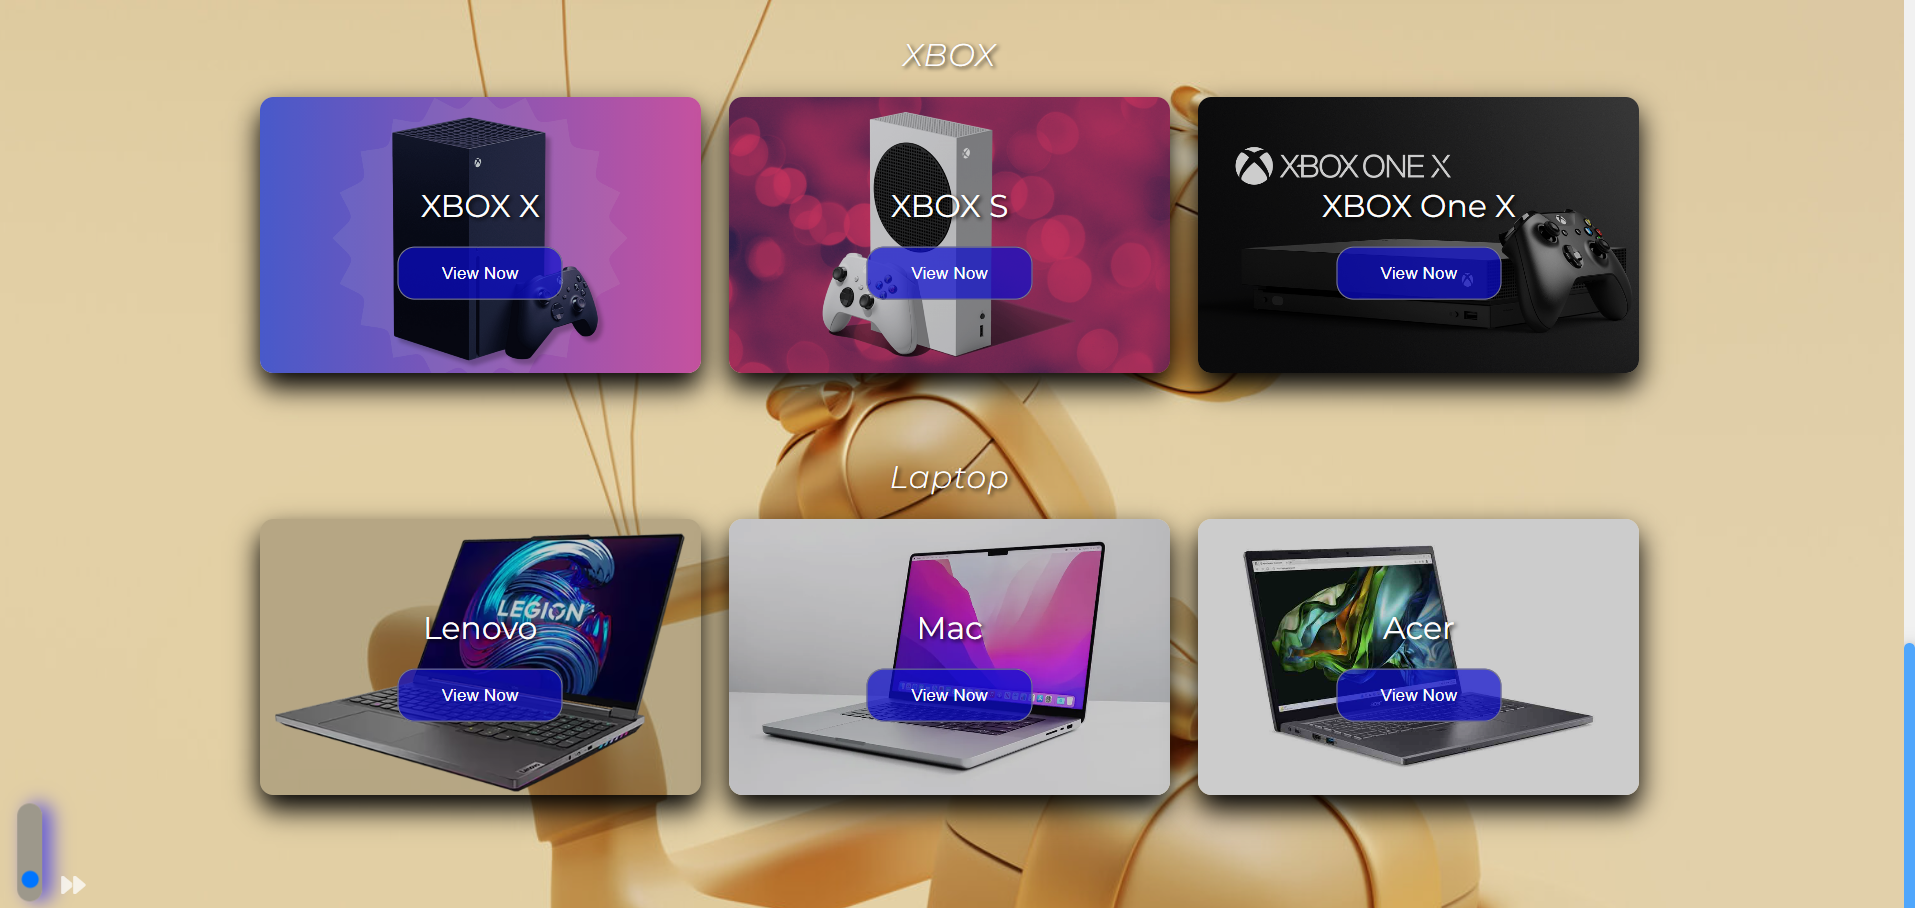 XBOX
XBOX ONE X
XBOX X
XBOX S
XBOX One X
View Now
View Now
View Now
Laptop
LEGION
Lenovo
Mac
Acer
View Now
View Now
View Now
Lenovo